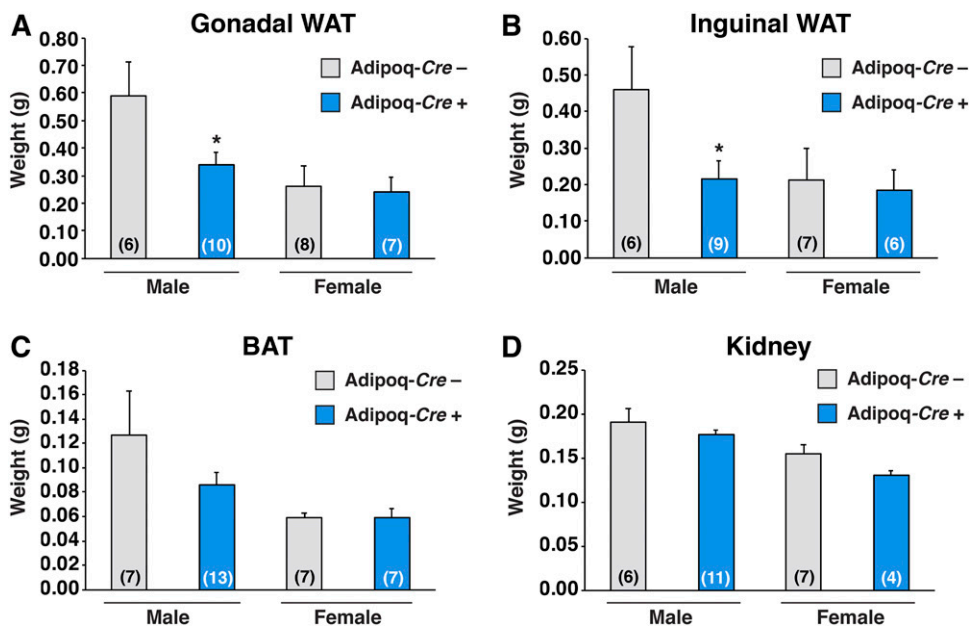 A Gonadal WAT
Weight (g)
0.80
0.70
0.60
0.50
0.40
0.30
0.20
0.10
0.00
Adipoq-Cre –
Adipoq-Cre +
*
(6) (10) (8) (7)
Male Female
B Inguinal WAT
Weight (g)
0.60
0.50
0.40
0.30
0.20
0.10
0.00
Adipoq-Cre –
Adipoq-Cre +
*
(6) (9) (7) (6)
Male Female
C BAT
Weight (g)
0.18
0.16
0.14
0.12
0.10
0.08
0.06
0.04
0.02
0.00
Adipoq-Cre –
Adipoq-Cre +
(7) (13) (7) (7)
Male Female
D Kidney
Weight (g)
0.25
0.20
0.15
0.10
0.05
0.00
Adipoq-Cre –
Adipoq-Cre +
(6) (11) (7) (4)
Male Female